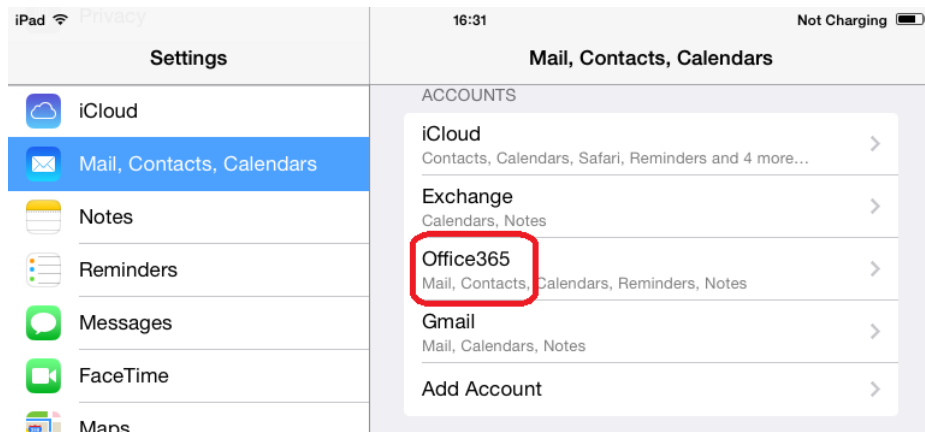 iPad
Privacy
16:31
Not Charging
Settings
Mail, Contacts, Calendars
iCloud
Mail, Contacts, Calendars
Notes
Reminders
Messages
FaceTime
Maps
ACCOUNTS
iCloud
Contacts, Calendars, Safari, Reminders and 4 more...
Exchange
Calendars, Notes
Office365
Mail, Contacts, Calendars, Reminders, Notes
Gmail
Mail, Calendars, Notes
Add Account